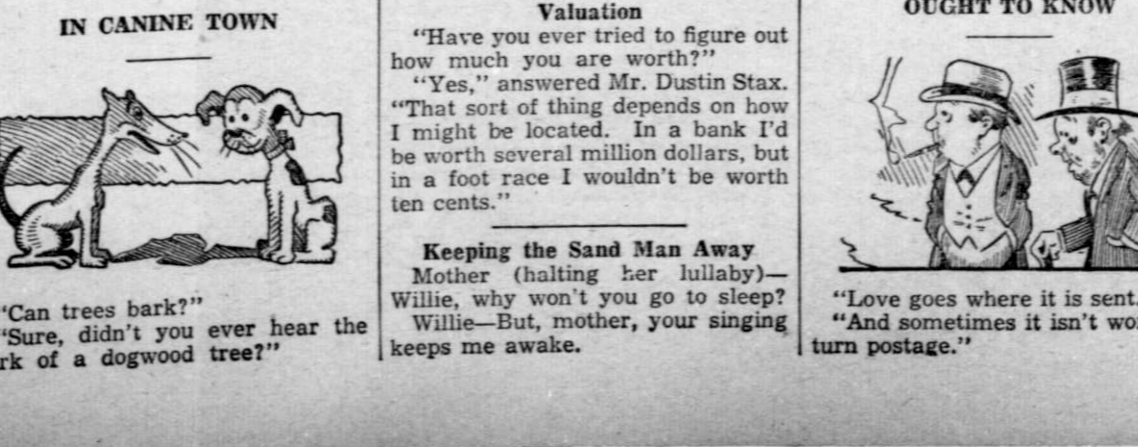 IN CANINE TOWN
"Can trees bark?"
"Sure, didn't you ever hear the
rk of a dogwood tree?"
Valuation
"Have you ever tried to figure out
how much you are worth?"
"Yes," answered Mr. Dustin Stax.
"That sort of thing depends on how
I might be located. In a bank I'd
be worth several million dollars, but
in a foot race I wouldn't be worth
ten cents."
Keeping the Sand Man Away
Mother (halting her lullaby)—
Willie, why won't you go to sleep?
Willie—But, mother, your singing
keeps me awake.
OUGHT TO KNOW
"Love goes where it is sent.
"And sometimes it isn't wo
turn postage."